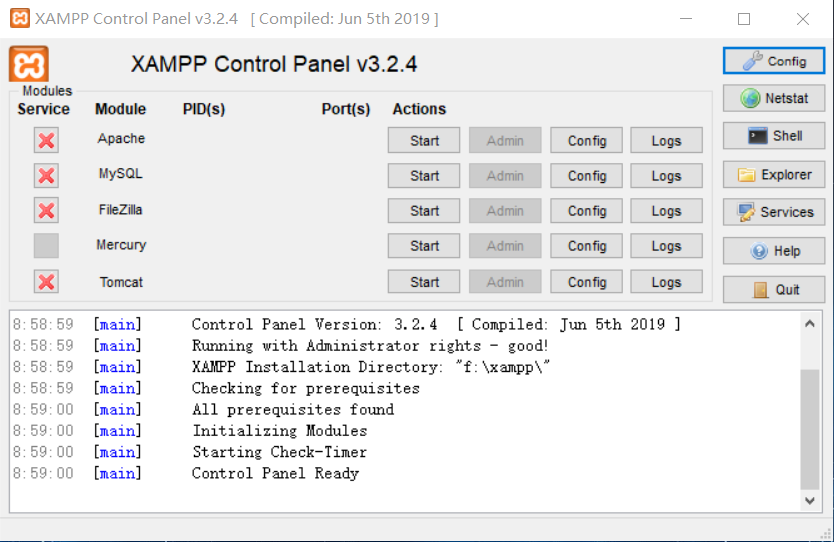 XAMPP Control Panel v3.2.4 [ Compiled: Jun 5th 2019 ]
XAMPP Control Panel v3.2.4
Config
Modules
Service Module PID(s) Port(s) Actions
Netstat
Apache Start Admin Config Logs
Shell
MySQL Start Admin Config Logs
Explorer
FileZilla Start Admin Config Logs
Services
Mercury Start Admin Config Logs
Help
Tomcat Start Admin Config Logs
Quit
8:58:59 [main] Control Panel Version: 3.2.4 [ Compiled: Jun 5th 2019 ]
8:58:59 [main] Running with Administrator rights - good!
8:58:59 [main] XAMPP Installation Directory: "f:\xampp\"
8:58:59 [main] Checking for prerequisites
8:59:00 [main] All prerequisites found
8:59:00 [main] Initializing Modules
8:59:00 [main] Starting Check-Timer
8:59:00 [main] Control Panel Ready